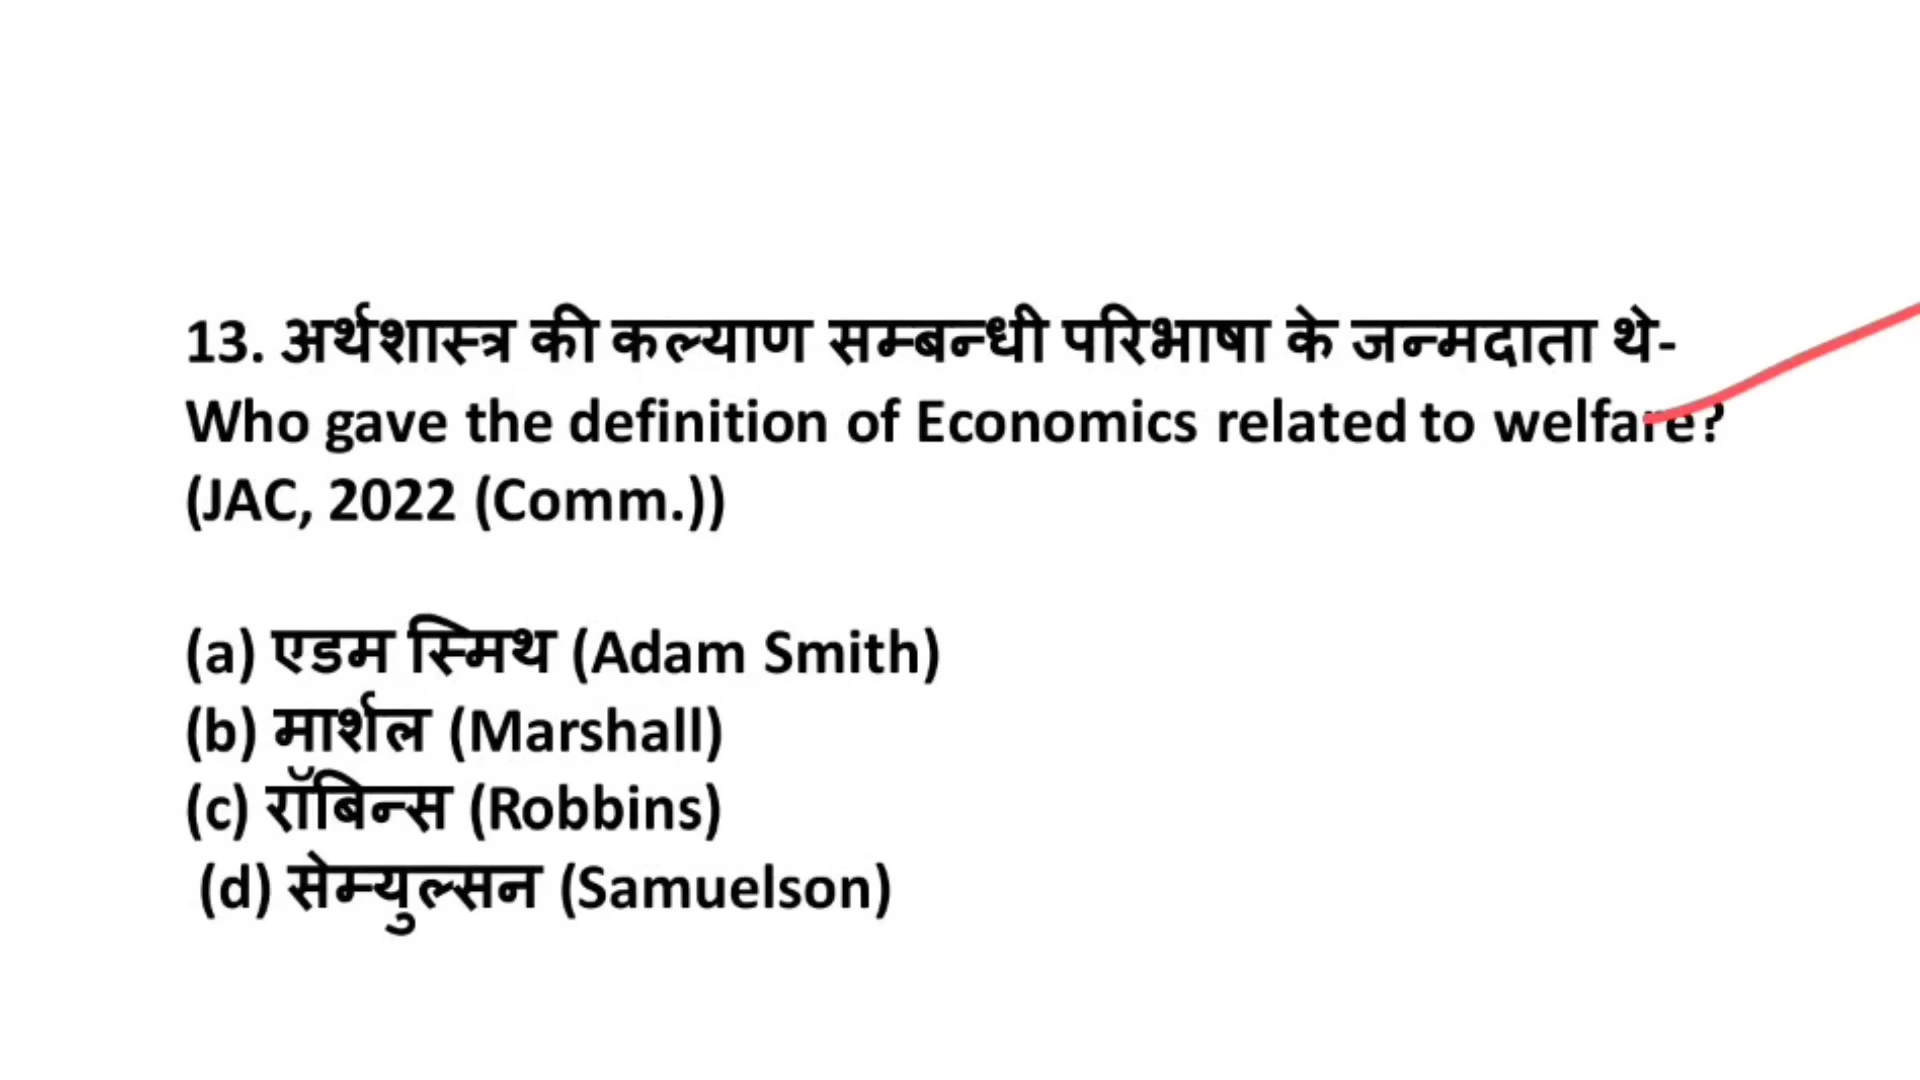 13. अर्थशास्त्र की कल्याण सम्बन्धी परिभाषा के जन्मदाता थे-
Who gave the definition of Economics related to welfare?
(JAC, 2022 (Comm.))
(a) एडम स्मिथ (Adam Smith)
(b) मार्शल (Marshall)
(c) रॉबिन्स (Robbins)
(d) सेम्युल्सन (Samuelson)